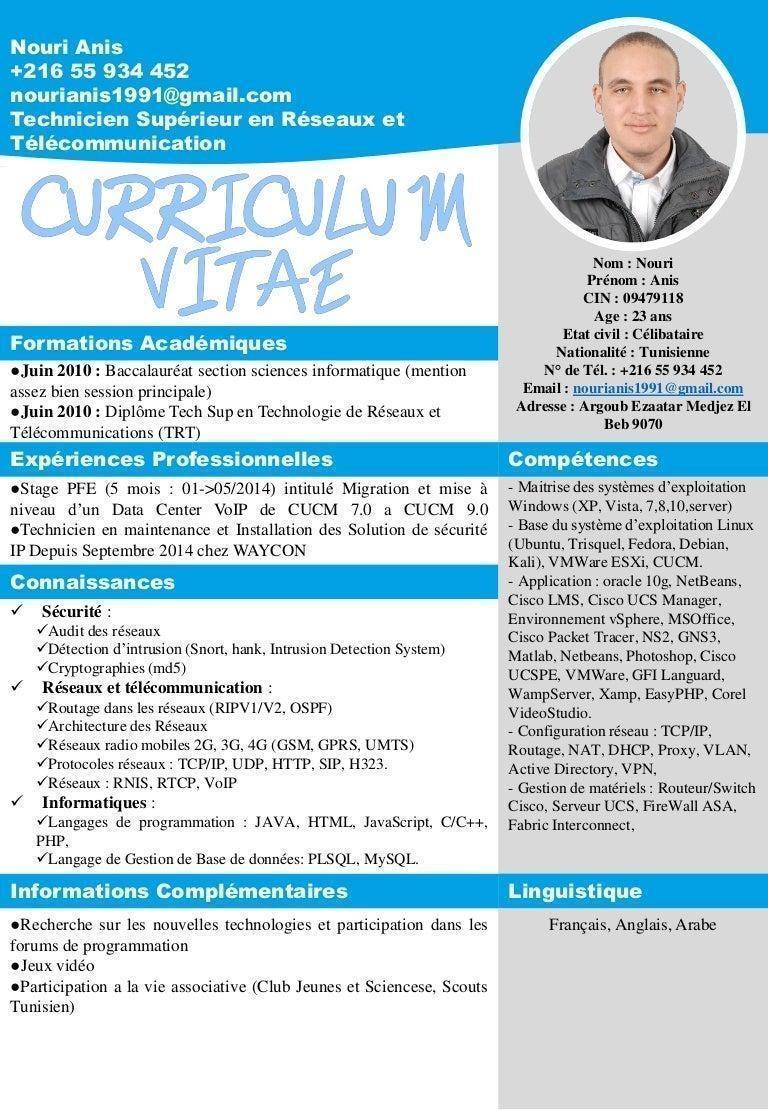 Nouri Anis
+216 55 934 452
nourianis1991@gmail.com
Technicien Supérieur en Réseaux et
Télécommunication
CURRICULUM
VITAE
Nom : Nouri
Prénom : Anis
CIN : 09479118
Age : 23 ans
Etat civil : Célibataire
Nationalité : Tunisienne
N° de Tél. : +216 55 934 452
Email : nourianis1991@gmail.com
Adresse : Argoub Ezaatar Medjez El
Beb 9070
Formations Académiques
●Juin 2010 : Baccalauréat section sciences informatique (mention
assez bien session principale)
●Juin 2010 : Diplôme Tech Sup en Technologie de Réseaux et
Télécommunications (TRT)
Expériences Professionnelles
●Stage PFE (5 mois : 01->05/2014) intitulé Migration et mise à
niveau d’un Data Center VoIP de CUCM 7.0 a CUCM 9.0
●Technicien en maintenance et Installation des Solution de sécurité
IP Depuis Septembre 2014 chez WAYCON
Connaissances
✓ Sécurité :
✓Audit des réseaux
✓Détection d’intrusion (Snort, hank, Intrusion Detection System)
✓Cryptographies (md5)
✓ Réseaux et télécommunication :
✓Routage dans les réseaux (RIPV1/V2, OSPF)
✓Architecture des Réseaux
✓Réseaux radio mobiles 2G, 3G, 4G (GSM, GPRS, UMTS)
✓Protocoles réseaux : TCP/IP, UDP, HTTP, SIP, H323.
✓Réseaux : RNIS, RTCP, VoIP
✓ Informatiques :
✓Langages de programmation : JAVA, HTML, JavaScript, C/C++,
PHP,
✓Langage de Gestion de Base de données: PLSQL, MySQL.
Compétences
- Maitrise des systèmes d’exploitation
Windows (XP, Vista, 7,8,10,server)
- Base du système d’exploitation Linux
(Ubuntu, Trisquel, Fedora, Debian,
Kali), VMWare ESXi, CUCM.
- Application : oracle 10g, NetBeans,
Cisco LMS, Cisco UCS Manager,
Environnement vSphere, MSOffice,
Cisco Packet Tracer, NS2, GNS3,
Matlab, Netbeans, Photoshop, Cisco
UCSPE, VMWare, GFI Languard,
WampServer, Xamp, EasyPHP, Corel
VideoStudio.
- Configuration réseau : TCP/IP,
Routage, NAT, DHCP, Proxy, VLAN,
Active Directory, VPN,
- Gestion de matériels : Routeur/Switch
Cisco, Serveur UCS, FireWall ASA,
Fabric Interconnect,
Informations Complémentaires
●Recherche sur les nouvelles technologies et participation dans les
forums de programmation
●Jeux vidéo
●Participation a la vie associative (Club Jeunes et Sciencese, Scouts
Tunisien)
Linguistique
Français, Anglais, Arabe